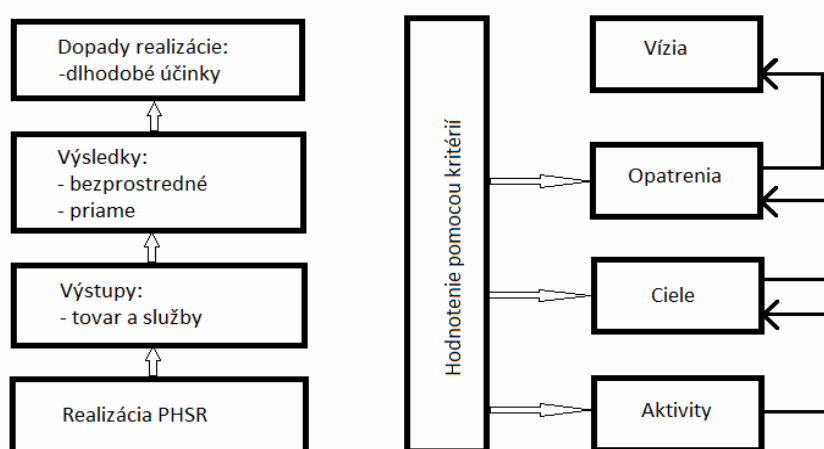 Dopady realizácie:
-dlhodobé účinky
Výsledky:
- bezprostredné
- priame
Výstupy:
- tovar a služby
Realizácia PHSR
Hodnotenie pomocou kritérií
Vízia
Opatrenia
Ciele
Aktivity